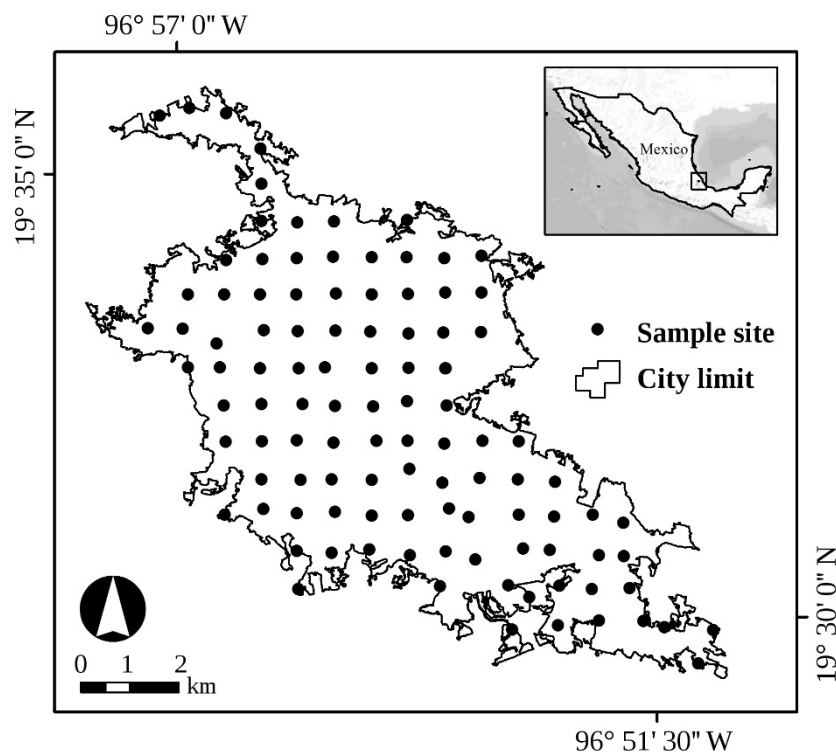 96° 57' 0" W
19° 35' 0" N
Mexico
Sample site
City limit
0 1 2
km
19° 30' 0" N
96° 51' 30" W